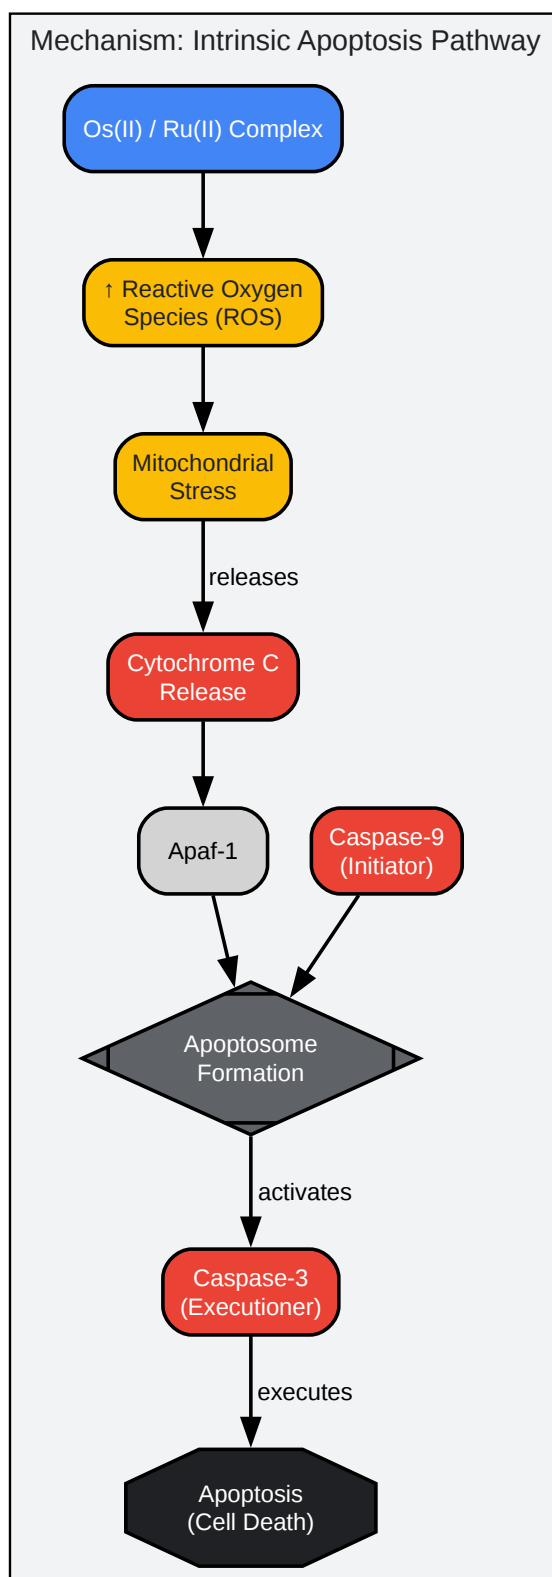 Mechanism: Intrinsic Apoptosis Pathway
Os(II) / Ru(II) Complex
↑ Reactive Oxygen
Species (ROS)
Mitochondrial
Stress
releases
Cytochrome C
Release
Apaf-1
Caspase-9
(Initiator)
Apoptosome
Formation
activates
Caspase-3
(Executioner)
executes
Apoptosis
(Cell Death)